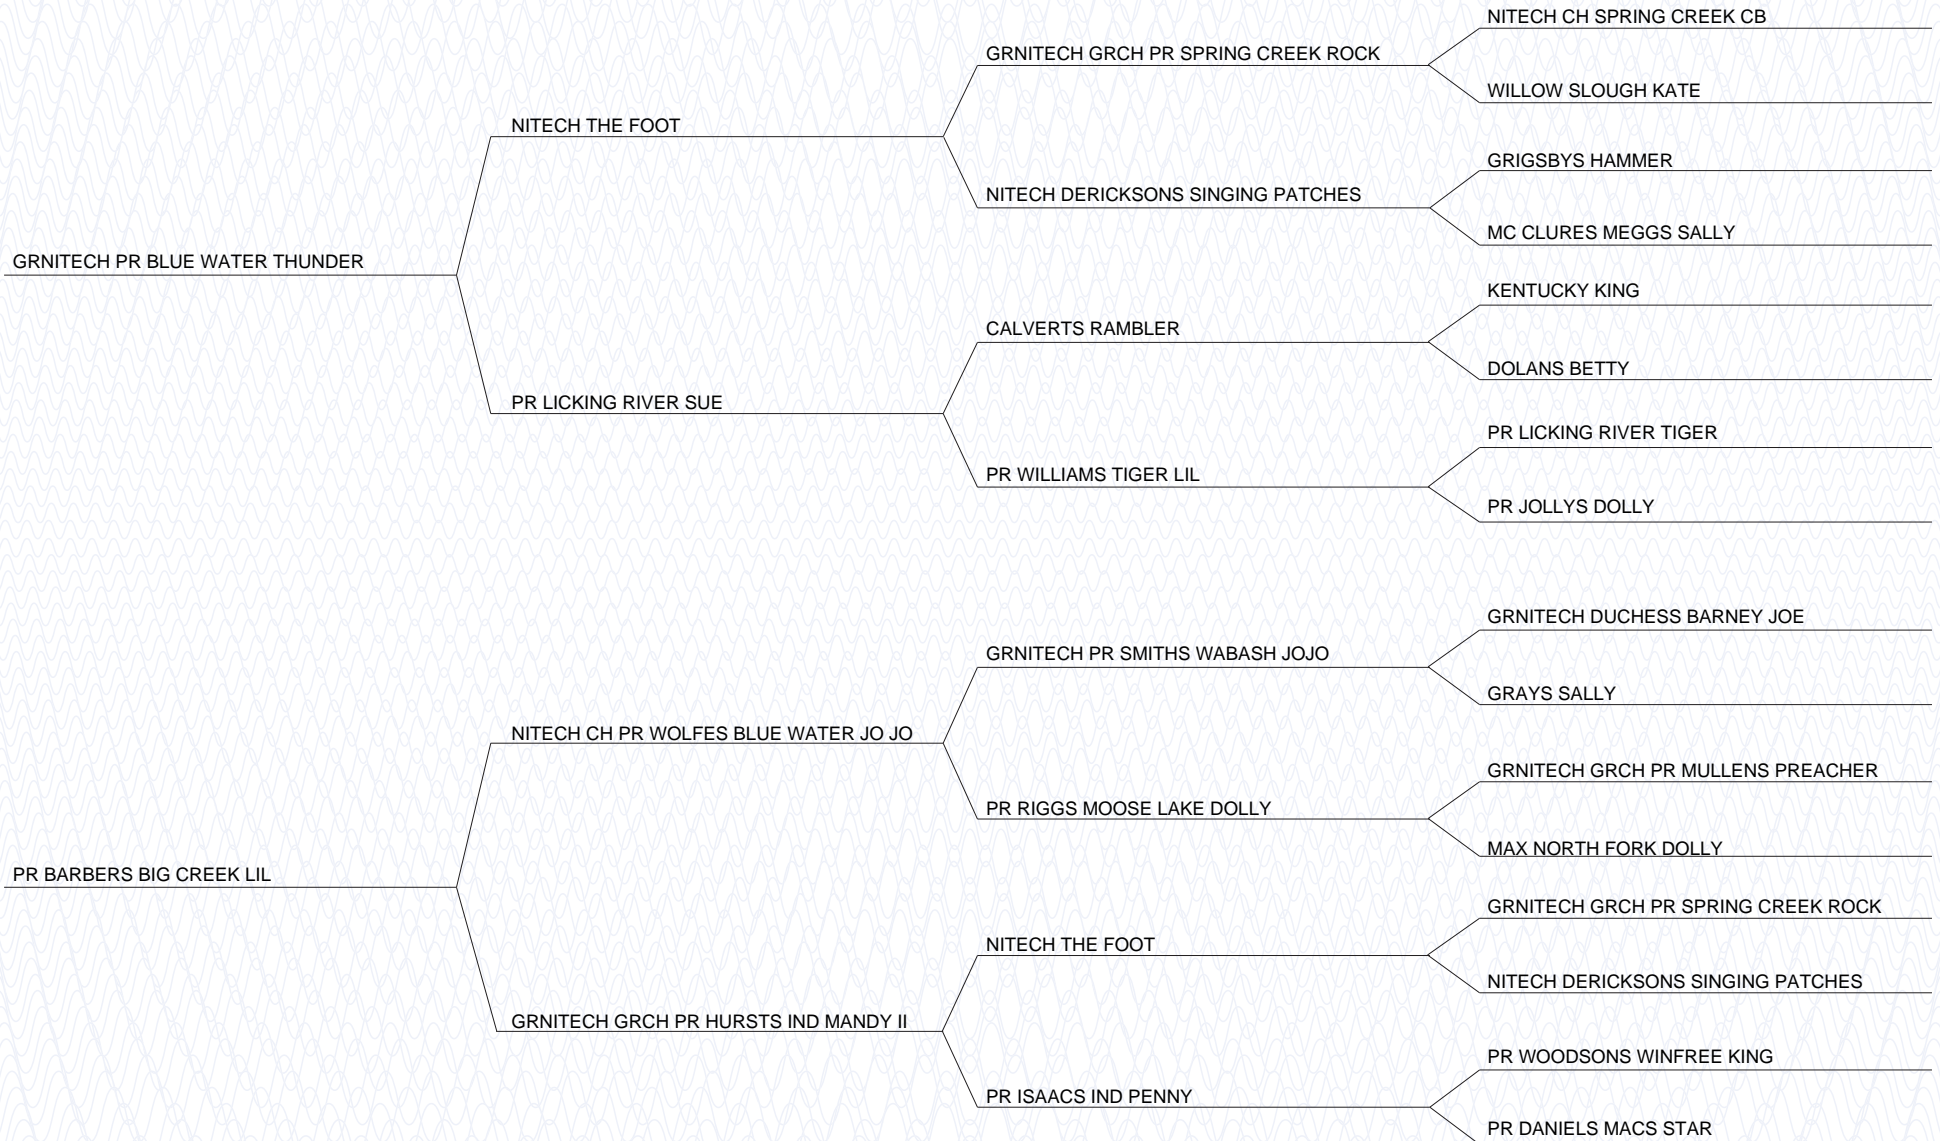 NITECH CH SPRING CREEK CB
GRNITECH GRCH PR SPRING CREEK ROCK
WILLOW SLOUGH KATE
NITECH THE FOOT
GRIGSBYS HAMMER
NITECH DERICKSONS SINGING PATCHES
MC CLURES MEGGS SALLY
GRNITECH PR BLUE WATER THUNDER
KENTUCKY KING
CALVERTS RAMBLER
DOLANS BETTY
PR LICKING RIVER SUE
PR LICKING RIVER TIGER
PR WILLIAMS TIGER LIL
PR JOLLYS DOLLY
GRNITECH DUCHESS BARNEY JOE
GRNITECH PR SMITHS WABASH JOJO
GRAYS SALLY
NITECH CH PR WOLFES BLUE WATER JO JO
GRNITECH GRCH PR MULLENS PREACHER
PR RIGGS MOOSE LAKE DOLLY
MAX NORTH FORK DOLLY
PR BARBERS BIG CREEK LIL
GRNITECH GRCH PR SPRING CREEK ROCK
NITECH THE FOOT
NITECH DERICKSONS SINGING PATCHES
GRNITECH GRCH PR HURSTS IND MANDY II
PR WOODSONS WINFREE KING
PR ISAACS IND PENNY
PR DANIELS MACS STAR